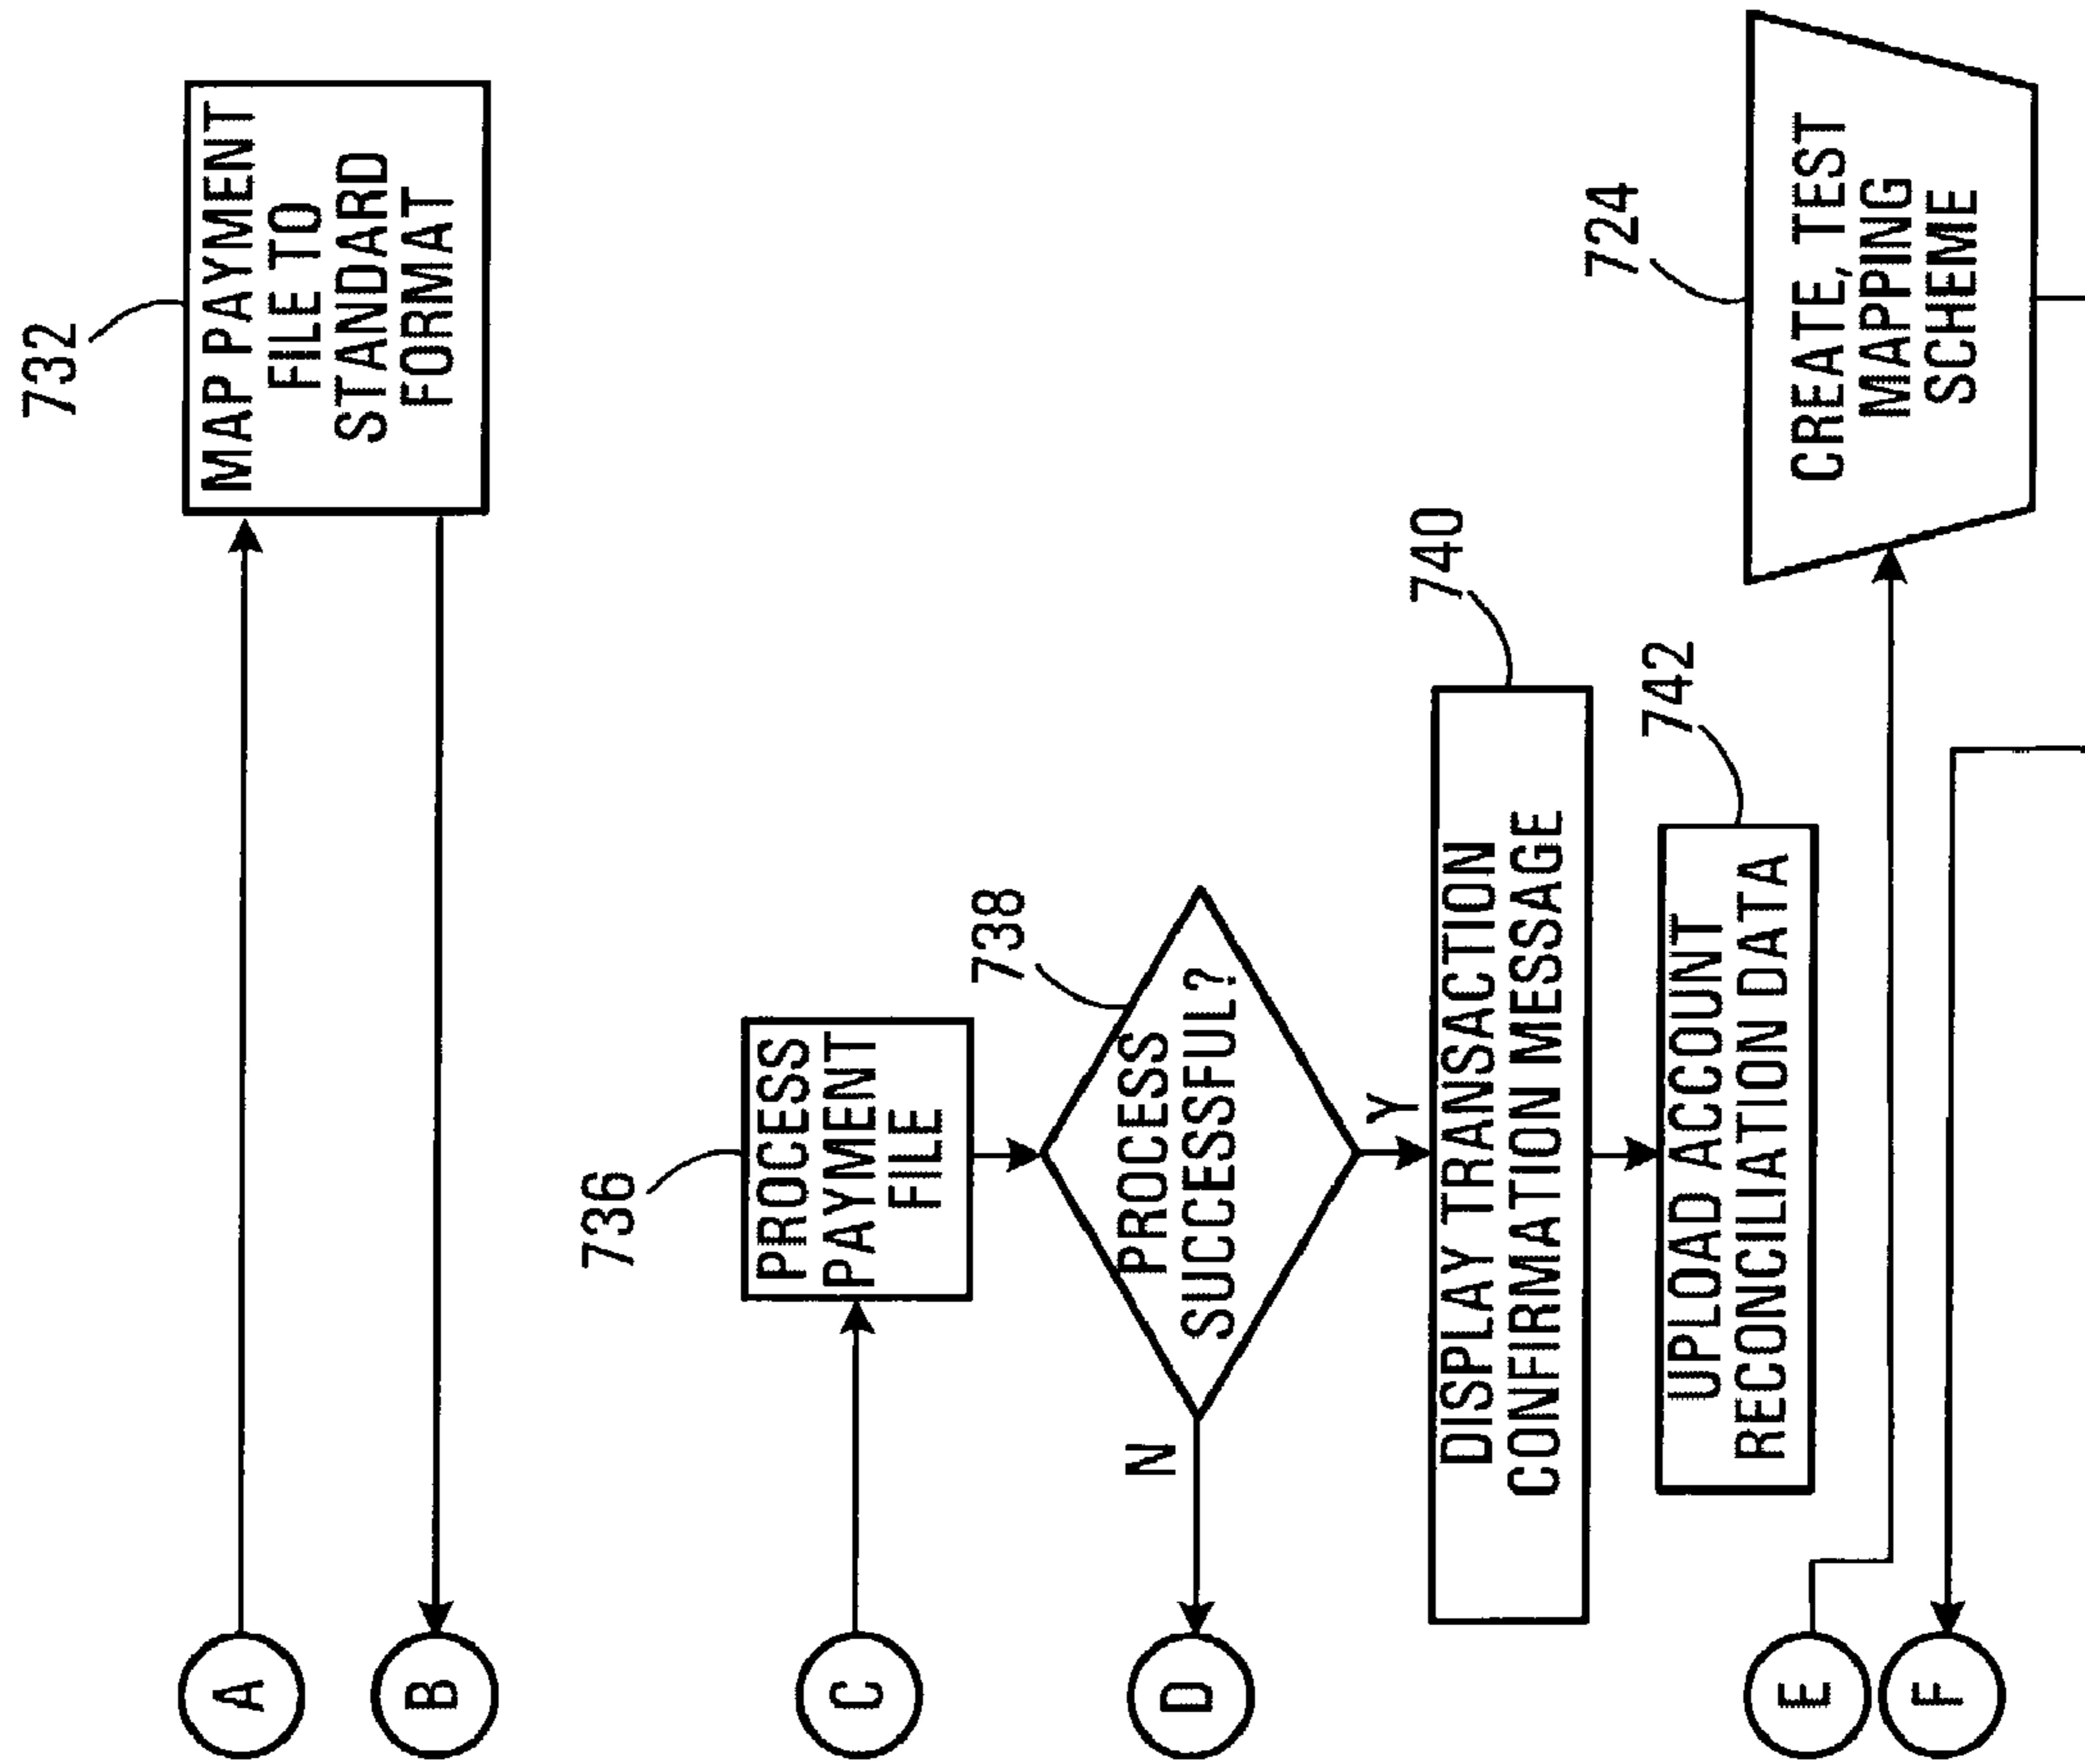 A
732
MAP PAYMENT
FILE TO
STANDARD
FORMAT
B
C
736
PROCESS
PAYMENT
FILE
738
PROCESS
SUCCESSFUL?
N
D
Y
740
DISPLAY TRANSACTION
CONFIRMATION MESSAGE
742
UPLOAD ACCOUNT
RECONCILIATION DATA
E
724
CREATE, TEST
MAPPING
SCHEME
F